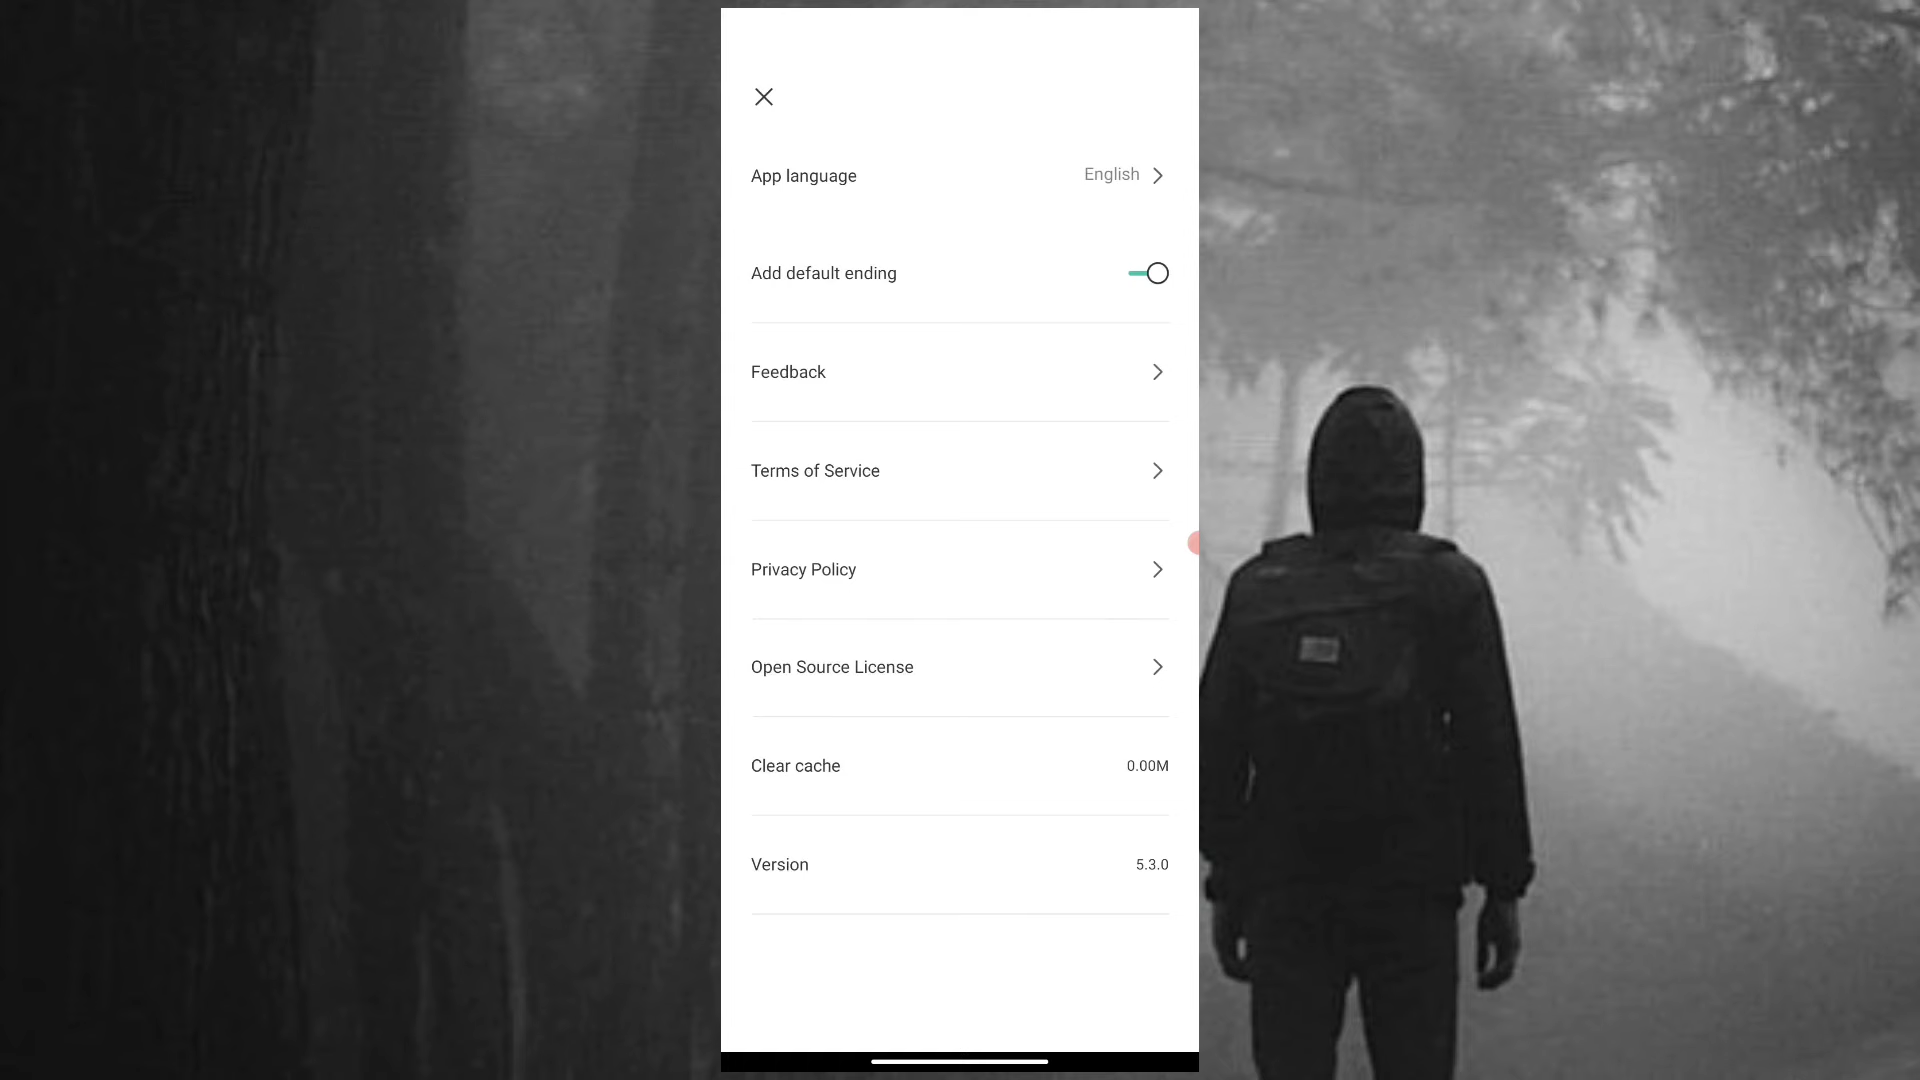 App language English
Add default ending
Feedback
Terms of Service
Privacy Policy
Open Source License
Clear cache 0.00M
Version 5.3.0